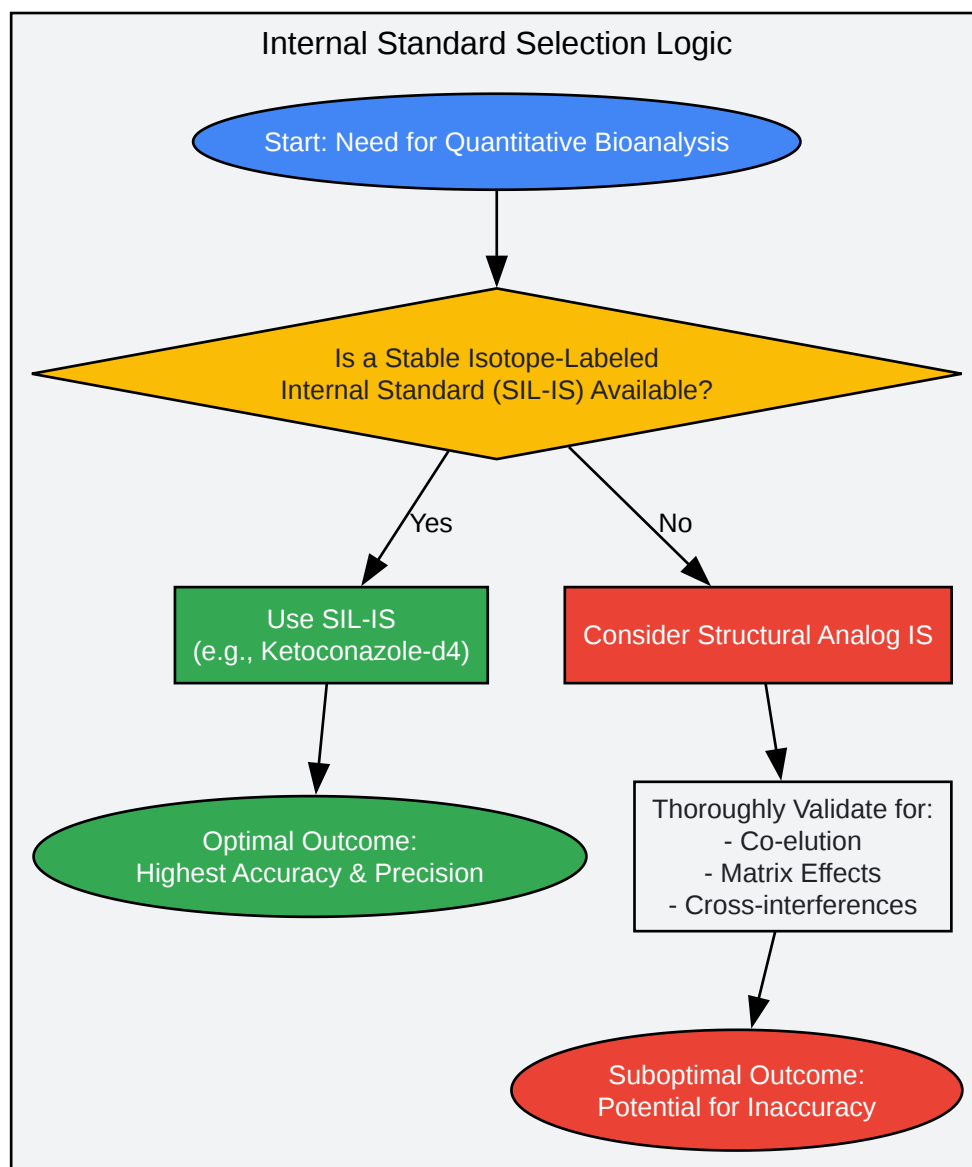 Internal Standard Selection Logic
Start: Need for Quantitative Bioanalysis
Is a Stable Isotope-Labeled
Internal Standard (SIL-IS) Available?
Yes
No
Use SIL-IS
(e.g., Ketoconazole-d4)
Consider Structural Analog IS
Optimal Outcome:
Highest Accuracy & Precision
Thoroughly Validate for:
- Co-elution
- Matrix Effects
- Cross-interferences
Suboptimal Outcome:
Potential for Inaccuracy